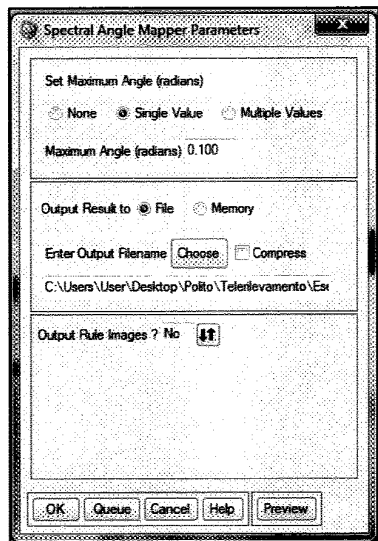 Spectral Angle Mapper Parameters
Set Maximum Angle (radians)
None Single Value Multiple Values
Maximum Angle (radians) 0.100
Output Result to File Memory
Enter Output Filename Choose Compress
C:\Users\User\Desktop\Polito\Telerilevamento\Ese
Output Rule Images ? No
OK Queue Cancel Help Preview